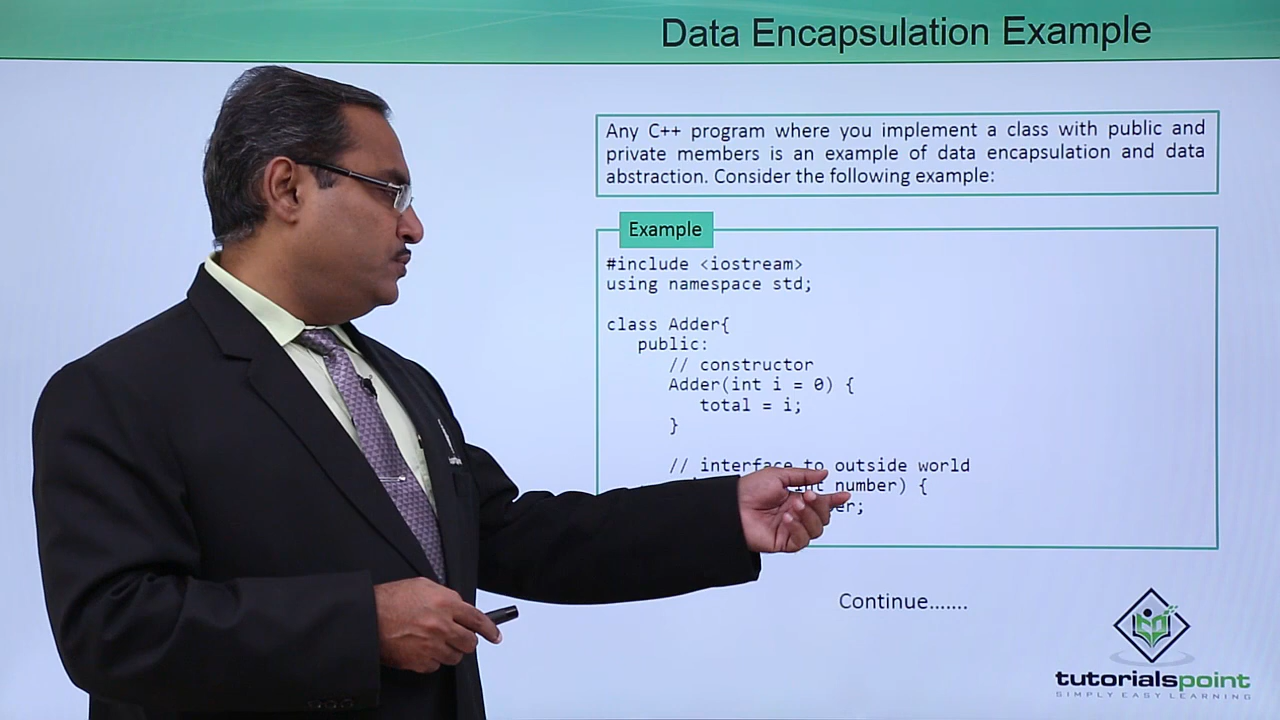 Data Encapsulation Example
Any C++ program where you implement a class with public and
private members is an example of data encapsulation and data
abstraction. Consider the following example:
Example
#include <iostream>
using namespace std;
class Adder{
public:
// constructor
Adder(int i = 0) {
total = i;
}
// interface to outside world
number) {
Continue.......
tutorialspoint
SIMPLY EASY LEARNING